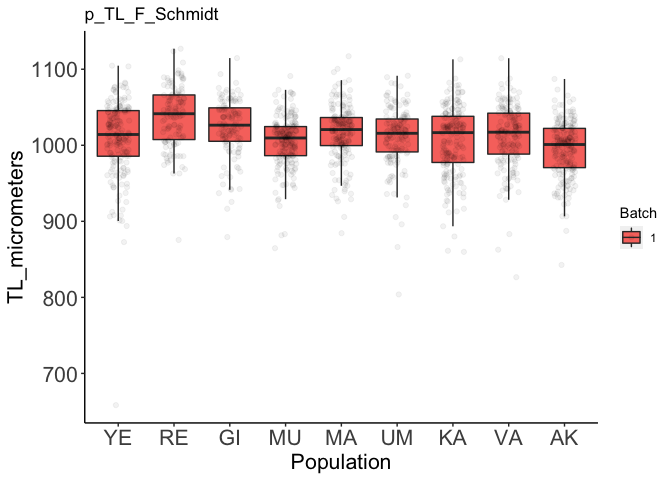 p_TL_F_Schmidt
1100
1000
900
800
700
TL_micrometers
YE RE GI MU MA UM KA VA AK
Population
Batch
1